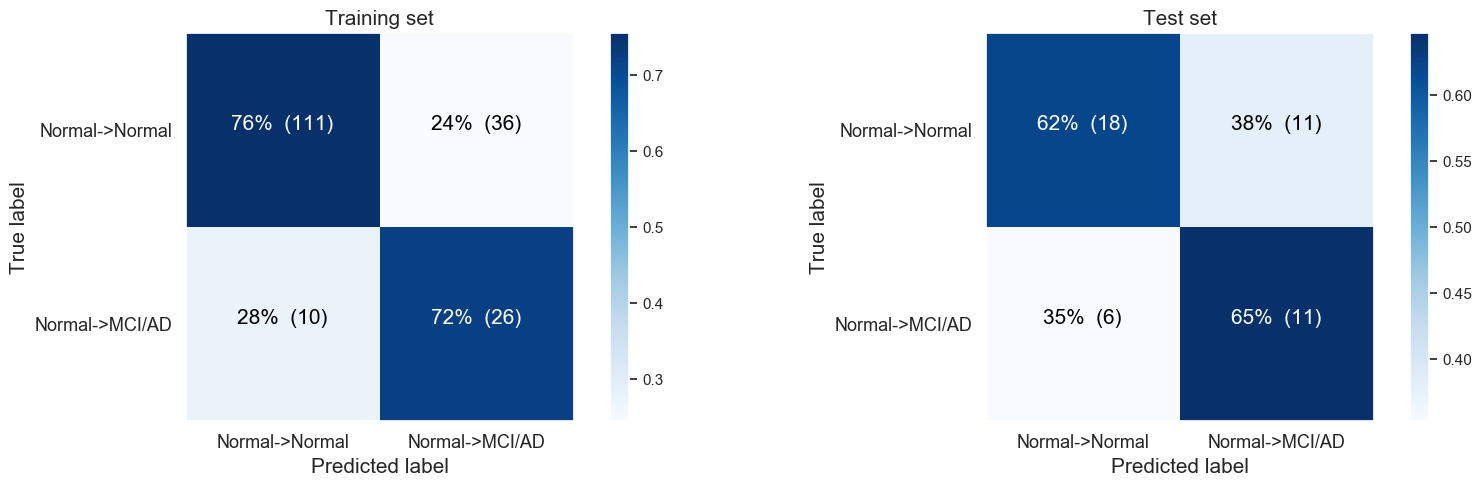 Training set
True label
Normal->Normal
Normal->MCI/AD
76% (111)
24% (36)
28% (10)
72% (26)
Normal->Normal
Normal->MCI/AD
Predicted label
0.7
0.6
0.5
0.4
0.3
Test set
True label
Normal->Normal
Normal->MCI/AD
62% (18)
38% (11)
35% (6)
65% (11)
Normal->Normal
Normal->MCI/AD
Predicted label
0.60
0.55
0.50
0.45
0.40